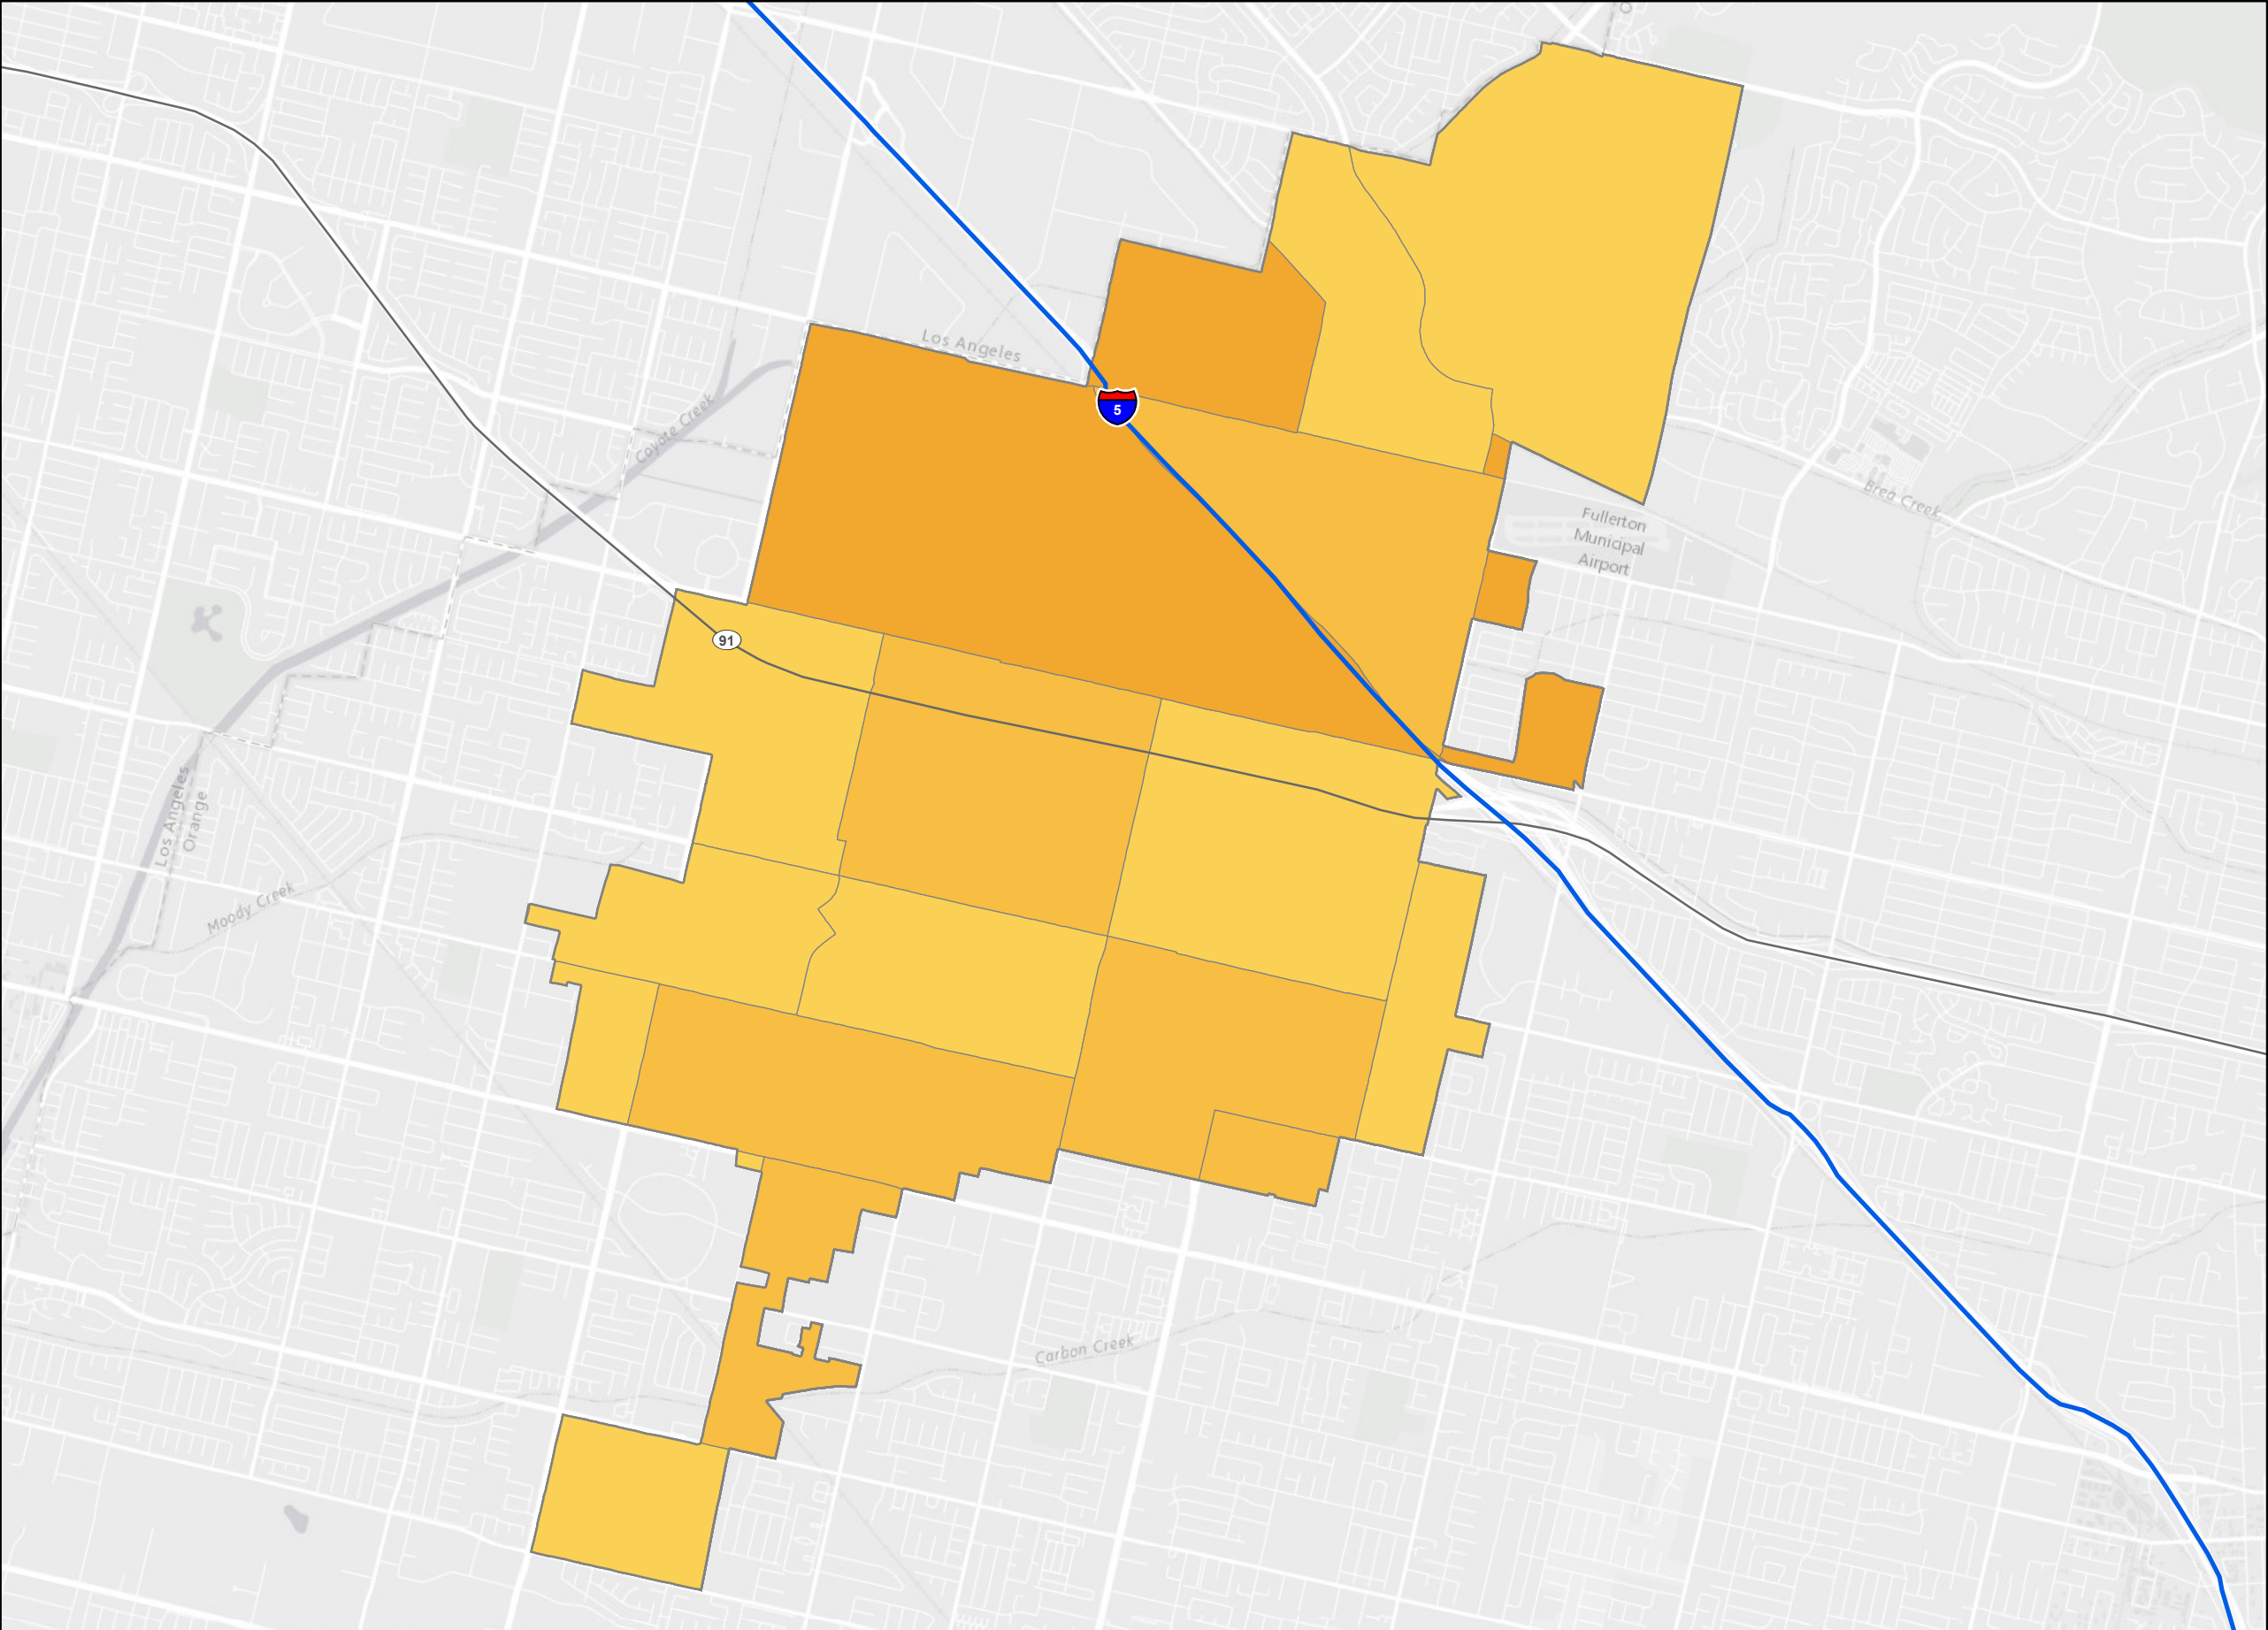 Los Angeles
5
Coyote Creek
Brea Creek
Fullerton
Municipal
Airport
91
Los Angeles
Orange
Moody Creek
Carbon Creek